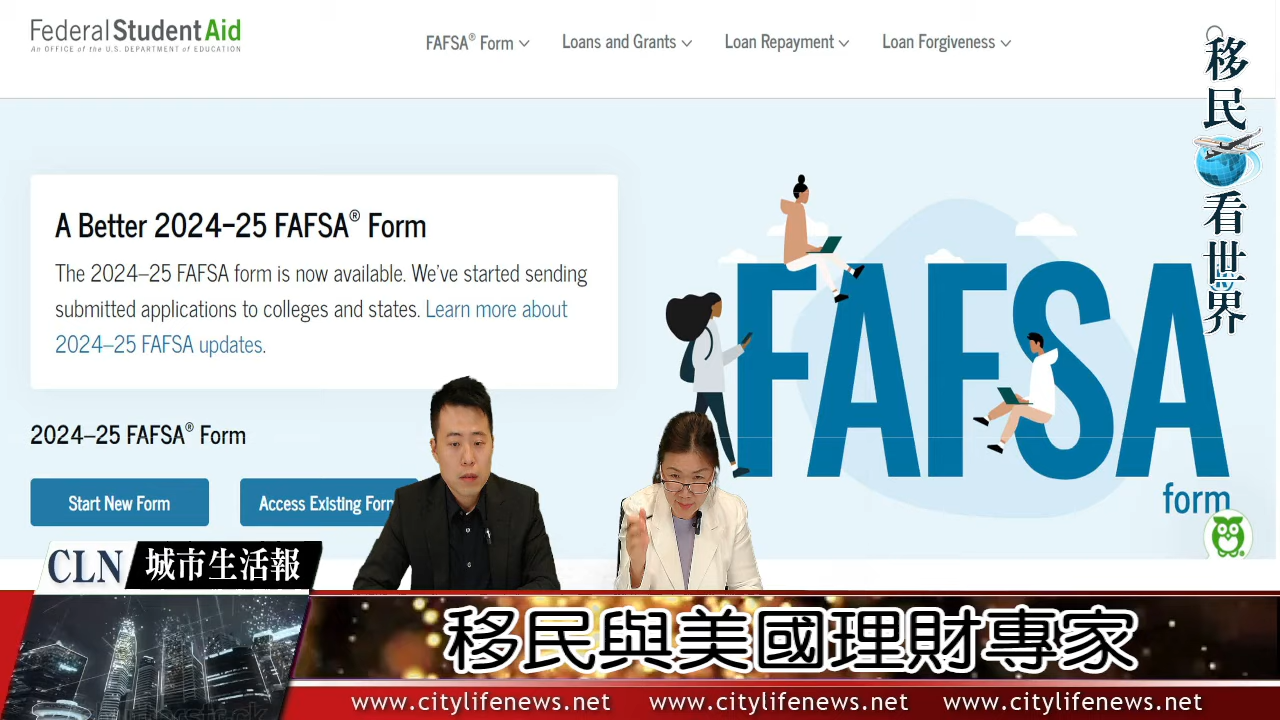 Federal Student Aid
An OFFICE of the U.S. DEPARTMENT of EDUCATION
FAFSA® Form
Loans and Grants
Loan Repayment
Loan Forgiveness
移民看世界
A Better 2024–25 FAFSA® Form
The 2024–25 FAFSA form is now available. We've started sending
submitted applications to colleges and states. Learn more about
2024–25 FAFSA updates.
FAFSA
form
2024–25 FAFSA® Form
Start New Form
Access Existing Form
CLN 城市生活報
移民與美國理財專家
www.citylifenews.net www.citylifenews.net www.citylifenews.net